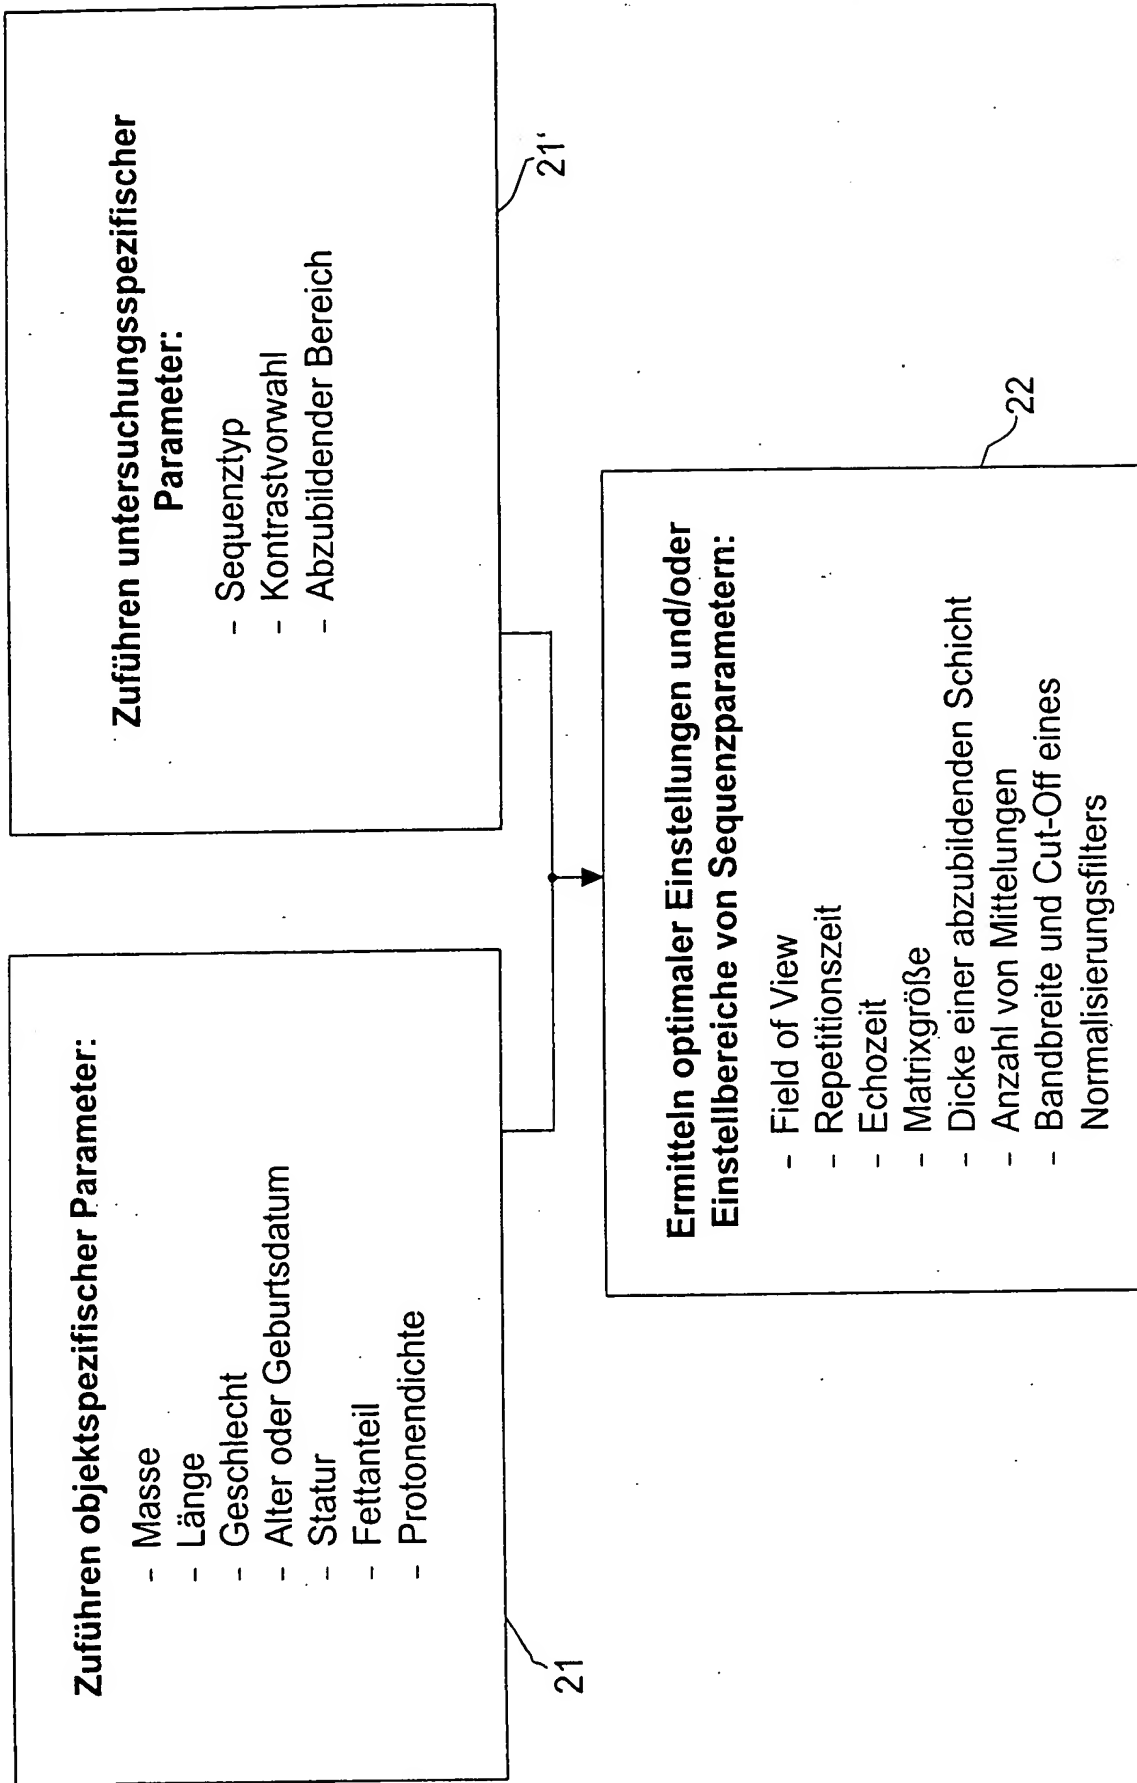 Zuführen objektspezifischer Parameter:
- Masse
- Länge
- Geschlecht
- Alter oder Geburtsdatum
- Statur
- Fettanteil
- Protonendichte
21
Zuführen untersuchungsspezifischer
Parameter:
- Sequenztyp
- Kontrastvorwahl
- Abzubildender Bereich
21'
Ermitteln optimaler Einstellungen und/oder
Einstellbereiche von Sequenzparametern:
- Field of View
- Repetitionszeit
- Echozeit
- Matrixgröße
- Dicke einer abzubildenden Schicht
- Anzahl von Mittelungen
- Bandbreite und Cut-Off eines
Normalisierungsfilters
22